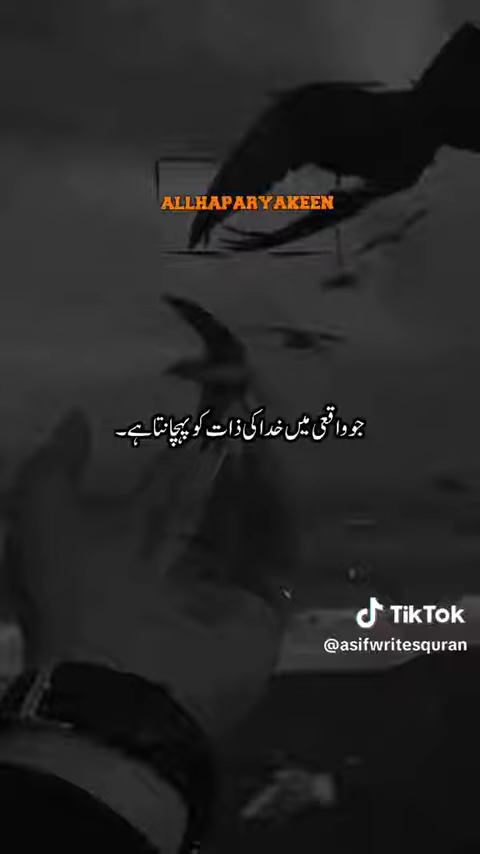 ALLHAPARYAKEEN
جو واقعی میں خدا کی ذات کو پہچانتا ہے۔
TikTok
@asifwritesquran